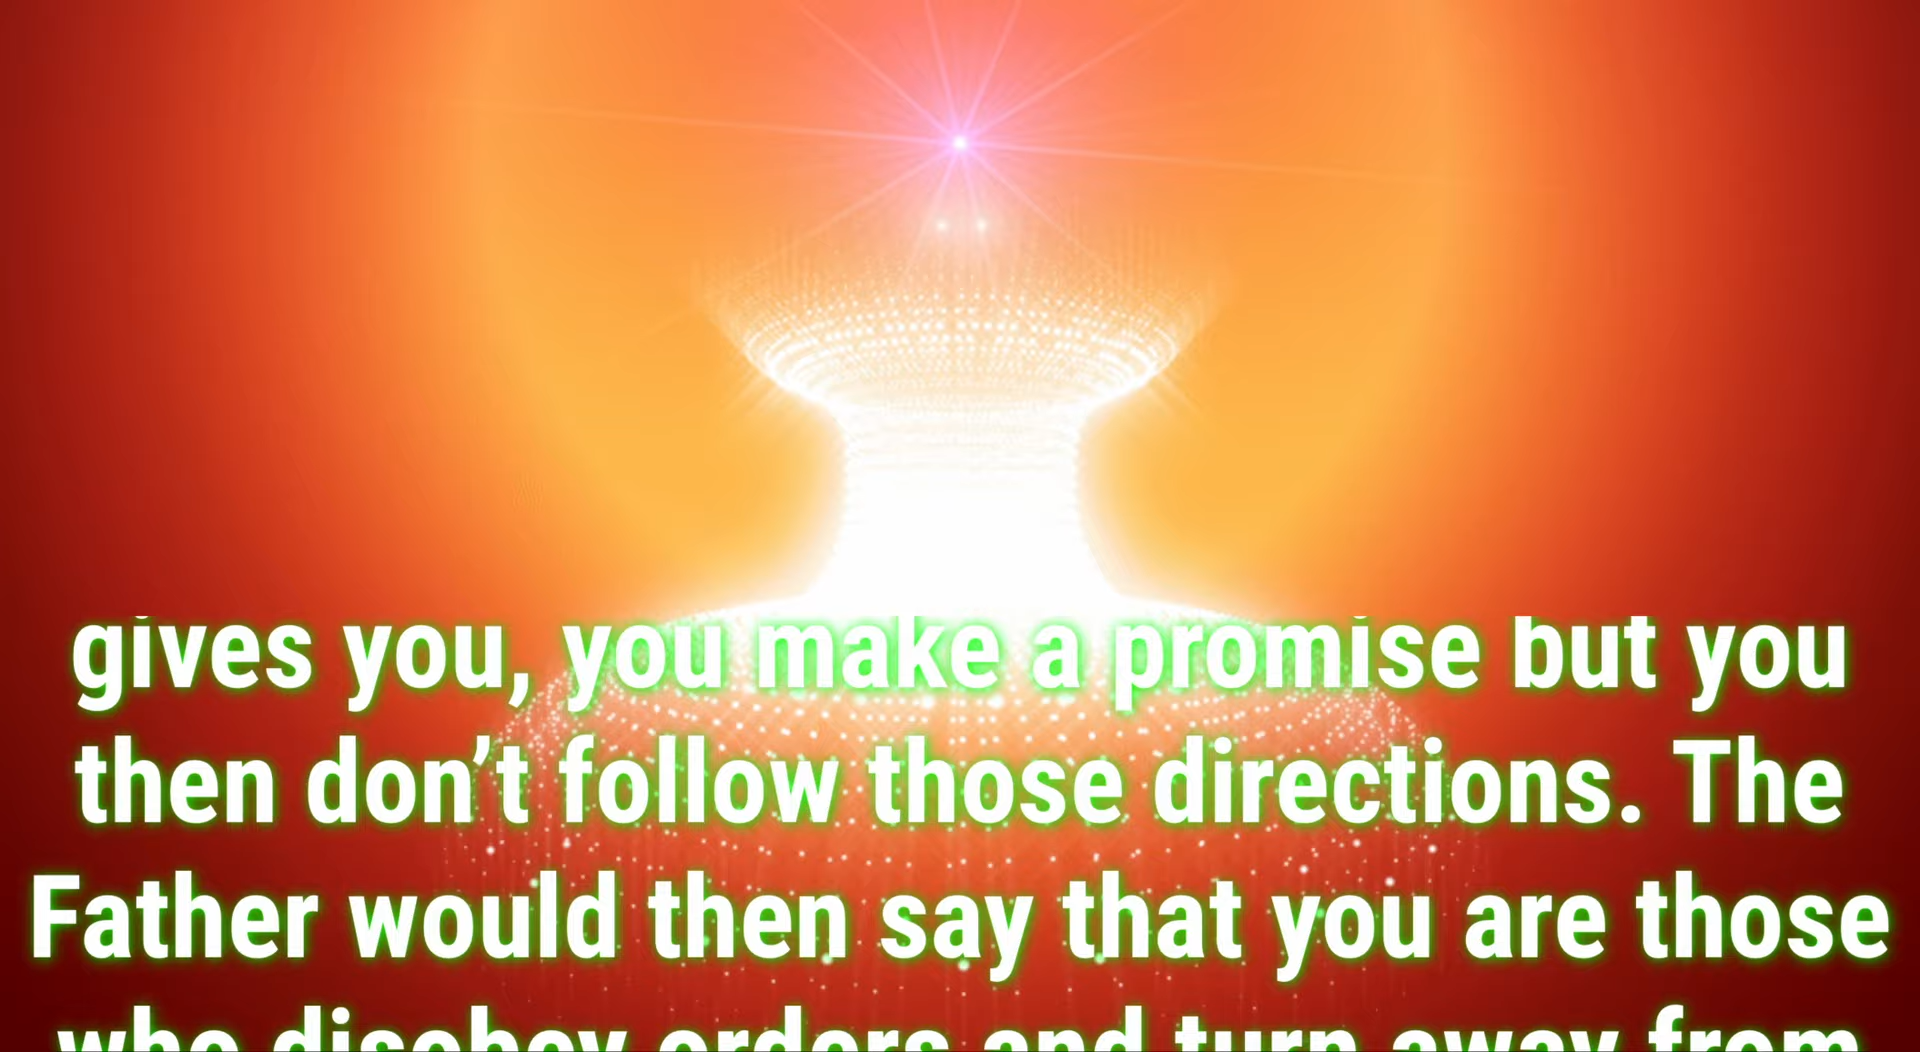 gives you, you make a promise but you
then don’t follow those directions. The
Father would then say that you are those
who disobey orders and turn away from